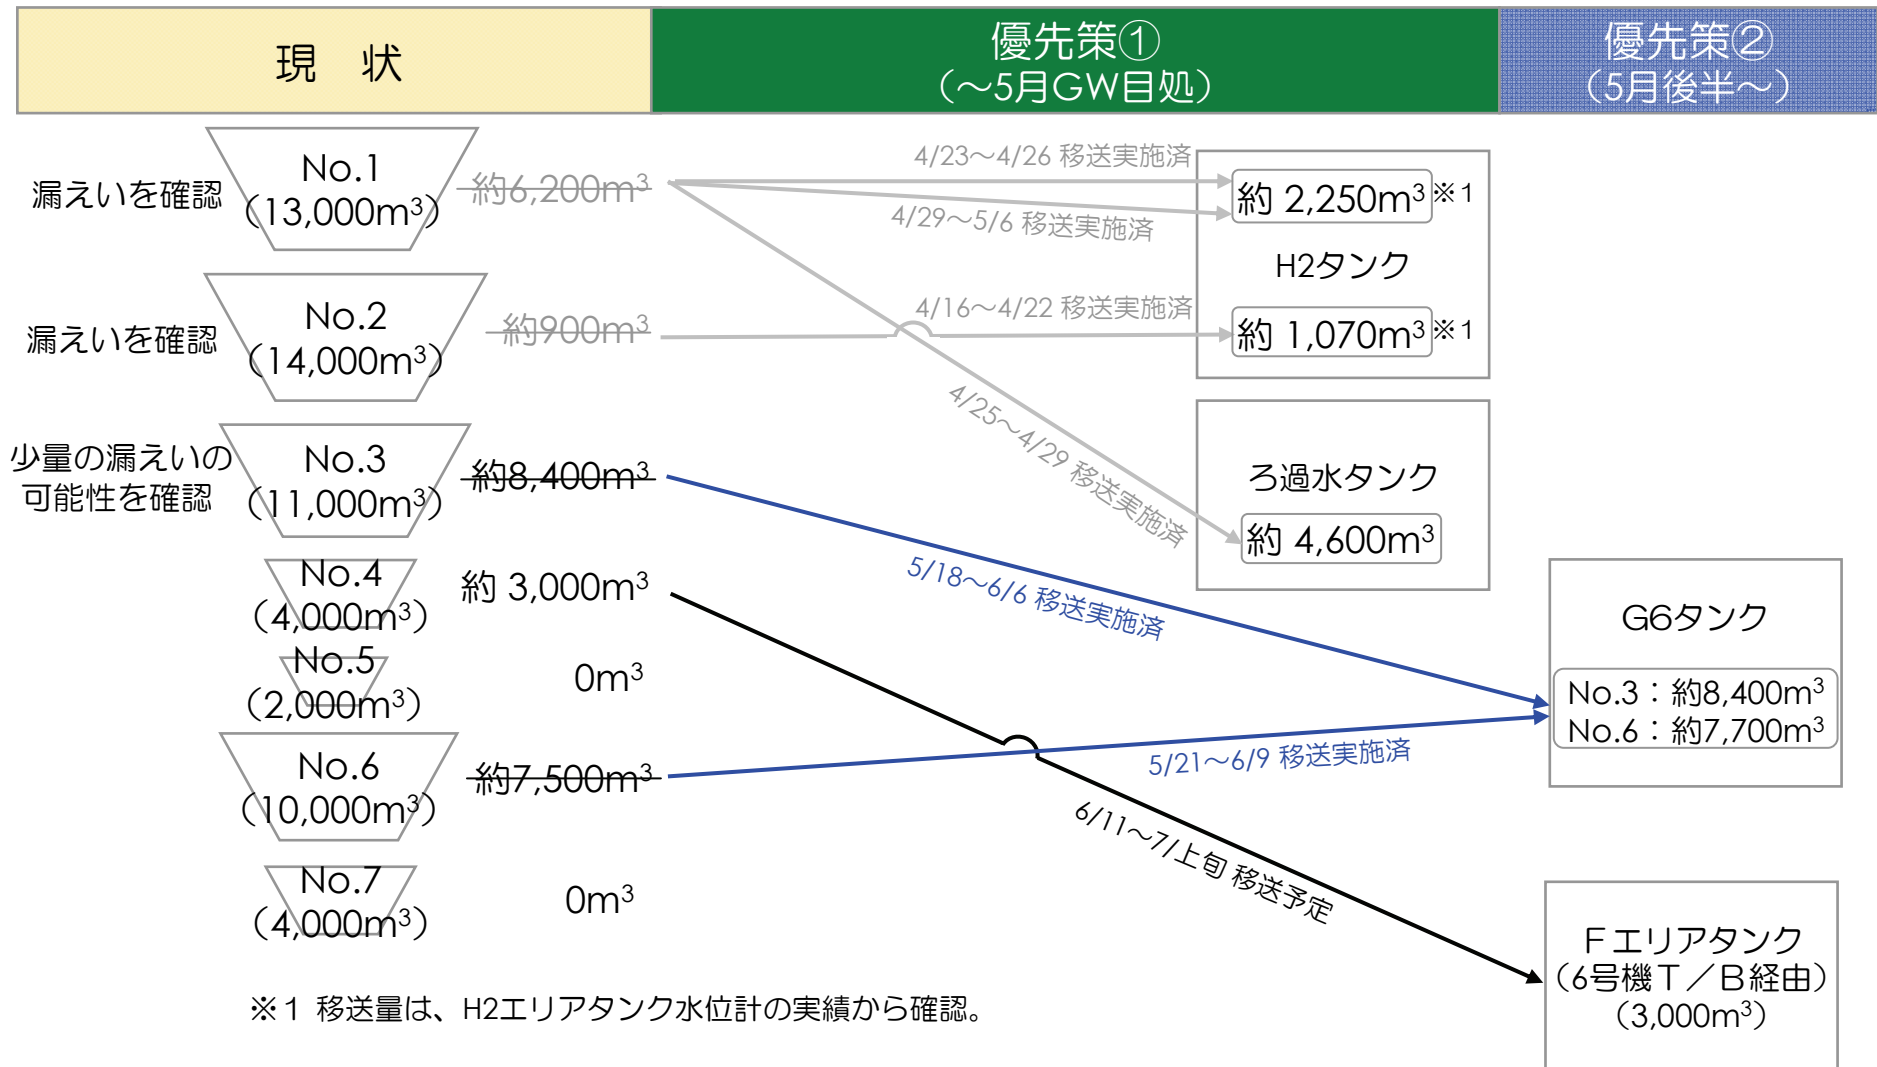 現　状
優先策①
（～5月GW目処）
優先策②
（5月後半～）
漏えいを確認
No.1
（13,000m³）
約6,200m³
4/23～4/26 移送実施済
4/29～5/6 移送実施済
約 2,250m³※1
H2タンク
漏えいを確認
No.2
（14,000m³）
約900m³
4/16～4/22 移送実施済
約 1,070m³※1
4/25～4/29 移送実施済
ろ過水タンク
約 4,600m³
少量の漏えいの
可能性を確認
No.3
（11,000m³）
約8,400m³
5/18～6/6 移送実施済
No.4
（4,000m³）
約 3,000m³
G6タンク
No.3：約8,400m³
No.6：約7,700m³
No.5
（2,000m³）
0m³
No.6
（10,000m³）
約7,500m³
5/21～6/9 移送実施済
6/11～7/上旬 移送予定
No.7
（4,000m³）
0m³
Fエリアタンク
（6号機T／B経由）
（3,000m³）
※1 移送量は、H2エリアタンク水位計の実績から確認。